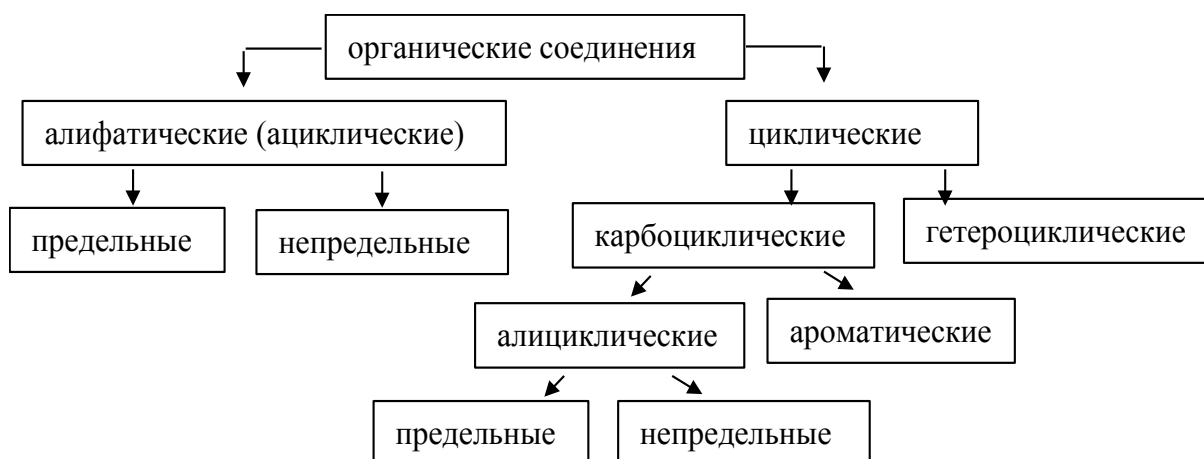 органические соединения
алифатические (ациклические)
циклические
предельные
непредельные
карбоциклические
гетероциклические
алициклические
ароматические
предельные
непредельные